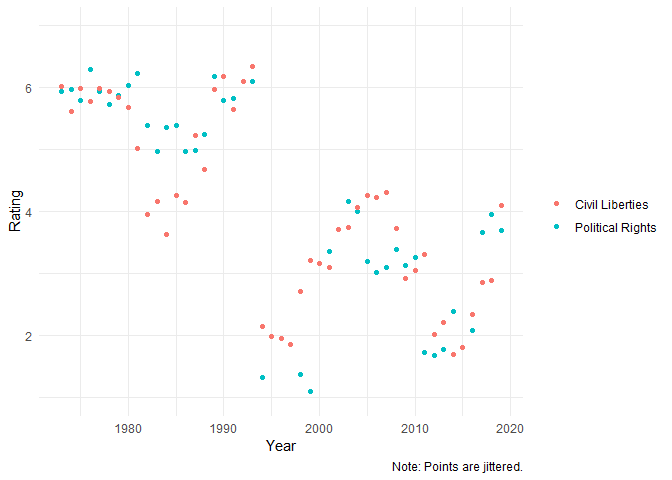 6
4
2
Rating
1980 1990 2000 2010 2020
Year
Civil Liberties
Political Rights
Note: Points are jittered.